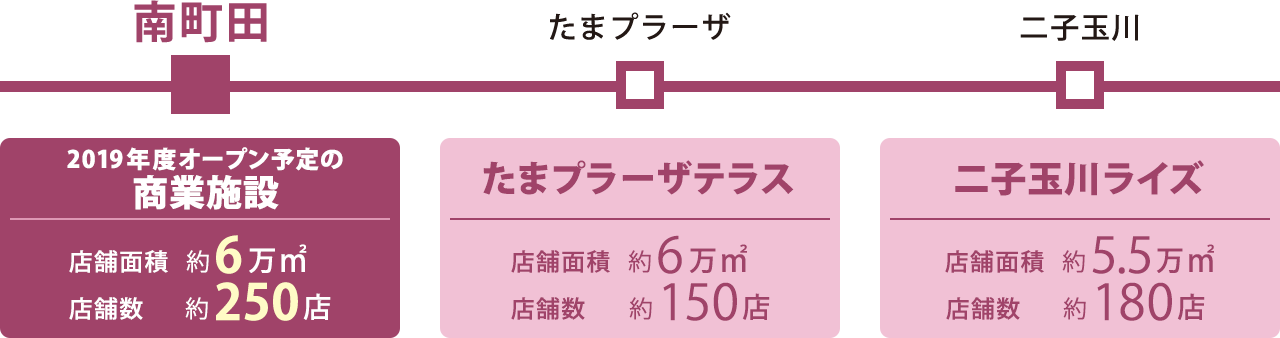 南町田
たまプラーザ
二子玉川
2019年度オープン予定の
商業施設
店舗面積 約6万㎡
店舗数 約250店
たまプラーザテラス
店舗面積 約6万㎡
店舗数 約150店
二子玉川ライズ
店舗面積 約5.5万㎡
店舗数 約180店